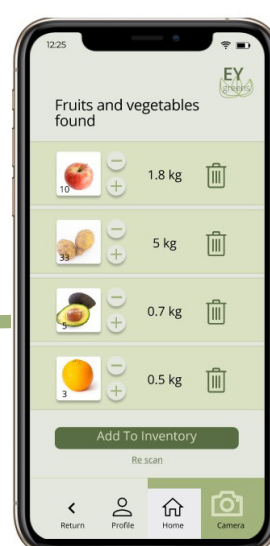 12:25
EY
greens
Fruits and vegetables
found
10
1.8 kg
33
5 kg
5
0.7 kg
3
0.5 kg
Add To Inventory
Re scan
Return Profile Home Camera